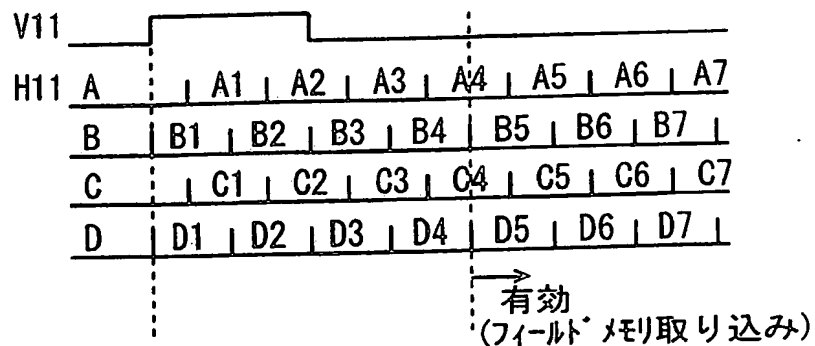 V11
H11 A A1 A2 A3 A4 A5 A6 A7
B B1 B2 B3 B4 B5 B6 B7
C C1 C2 C3 C4 C5 C6 C7
D D1 D2 D3 D4 D5 D6 D7
有効
(フィールドメモリ取り込み)